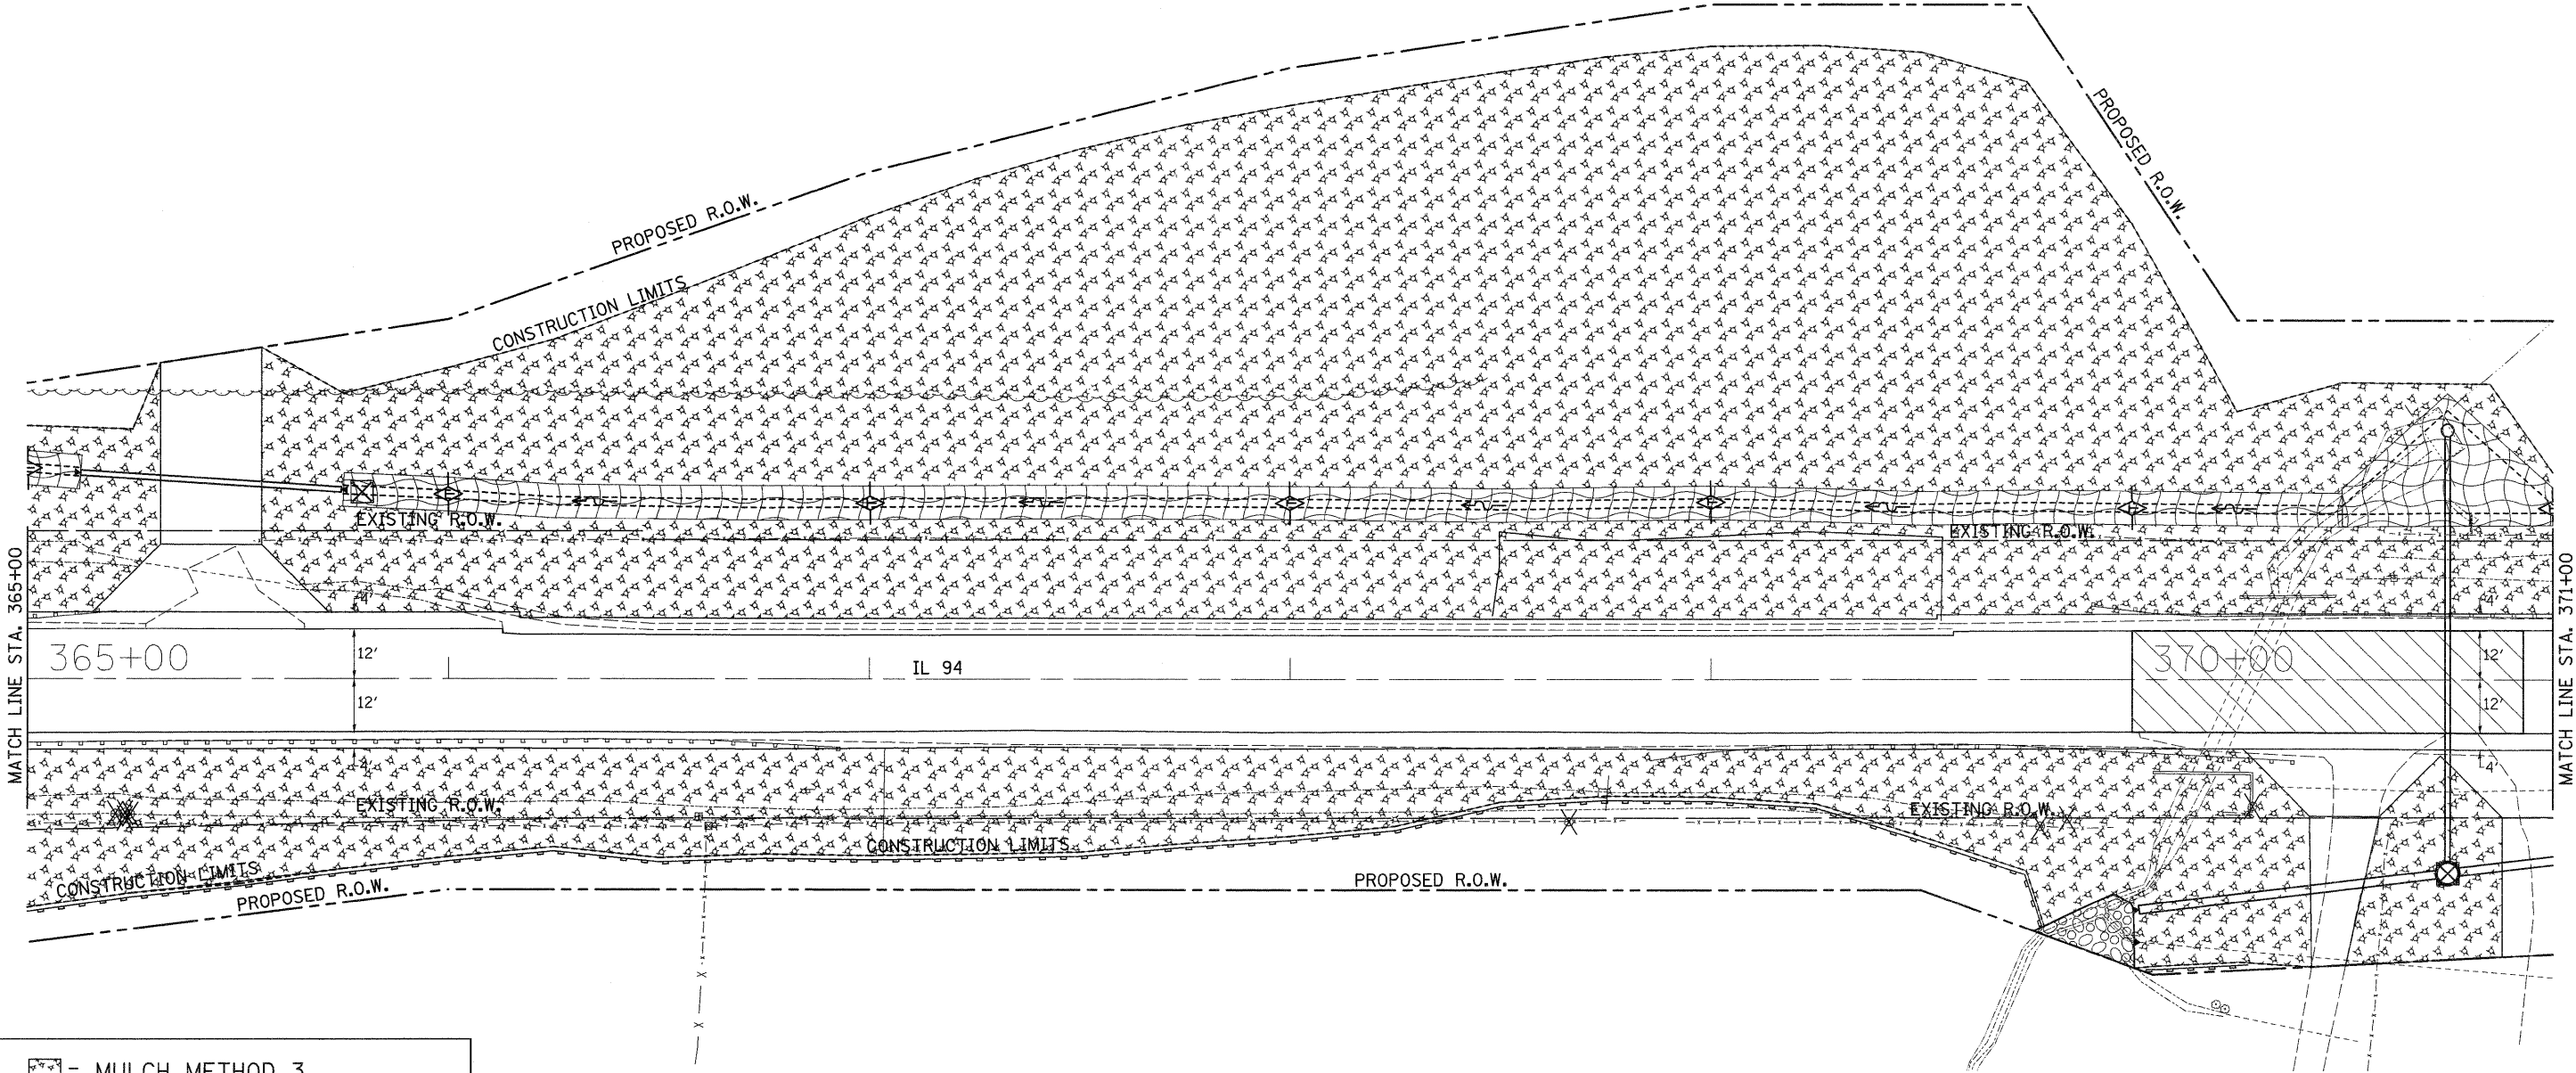 PROPOSED R.O.W.
PROPOSED R.O.W.
CONSTRUCTION LIMITS
EXISTING R.O.W.
EXISTING R.O.W.
MATCH LINE STA. 365+00
MATCH LINE STA. 371+00
4'
4'
365+00
12'
IL 94
370+00
12'
12'
12'
4'
4'
EXISTING R.O.W.
EXISTING R.O.W.
CONSTRUCTION LIMITS
CONSTRUCTION LIMITS
PROPOSED R.O.W.
PROPOSED R.O.W.
X
X
= MULCH METHOD 3